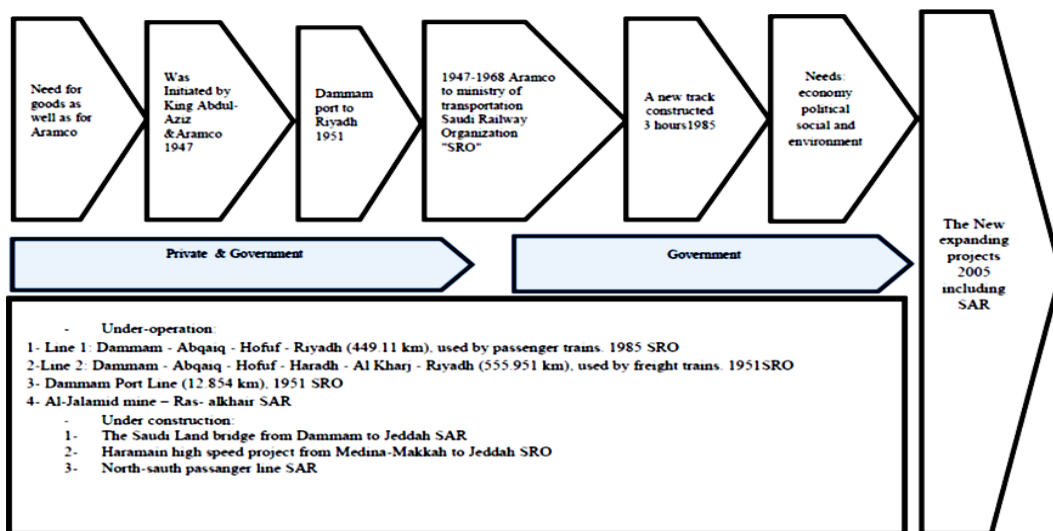 Need for
goods as
well as for
Aramco
Was
Initiated by
King Abdul-
Aziz
&Aramco
1947
Dammam
port to
Riyadh
1951
1947-1968 Aramco
to ministry of
transportation
Saudi Railway
Organization
"SRO"
A new track
constructed
3 hours1985
Needs:
economy
political
social and
environment
The New
expanding
projects
2005
including
SAR
Private & Government
Government
- Under-operation:
1- Line 1: Dammam - Abqaiq - Hofuf - Riyadh (449.11 km), used by passenger trains. 1985 SRO
2-Line 2: Dammam - Abqaiq - Hofuf - Haradh - Al Kharj - Riyadh (555.951 km), used by freight trains. 1951SRO
3- Dammam Port Line (12.854 km), 1951 SRO
4- Al-Jalamid mine – Ras- alkhair SAR
- Under construction:
1- The Saudi Land bridge from Dammam to Jeddah SAR
2- Haramain high speed project from Medina-Makkah to Jeddah SRO
3- North-sauth passanger line SAR